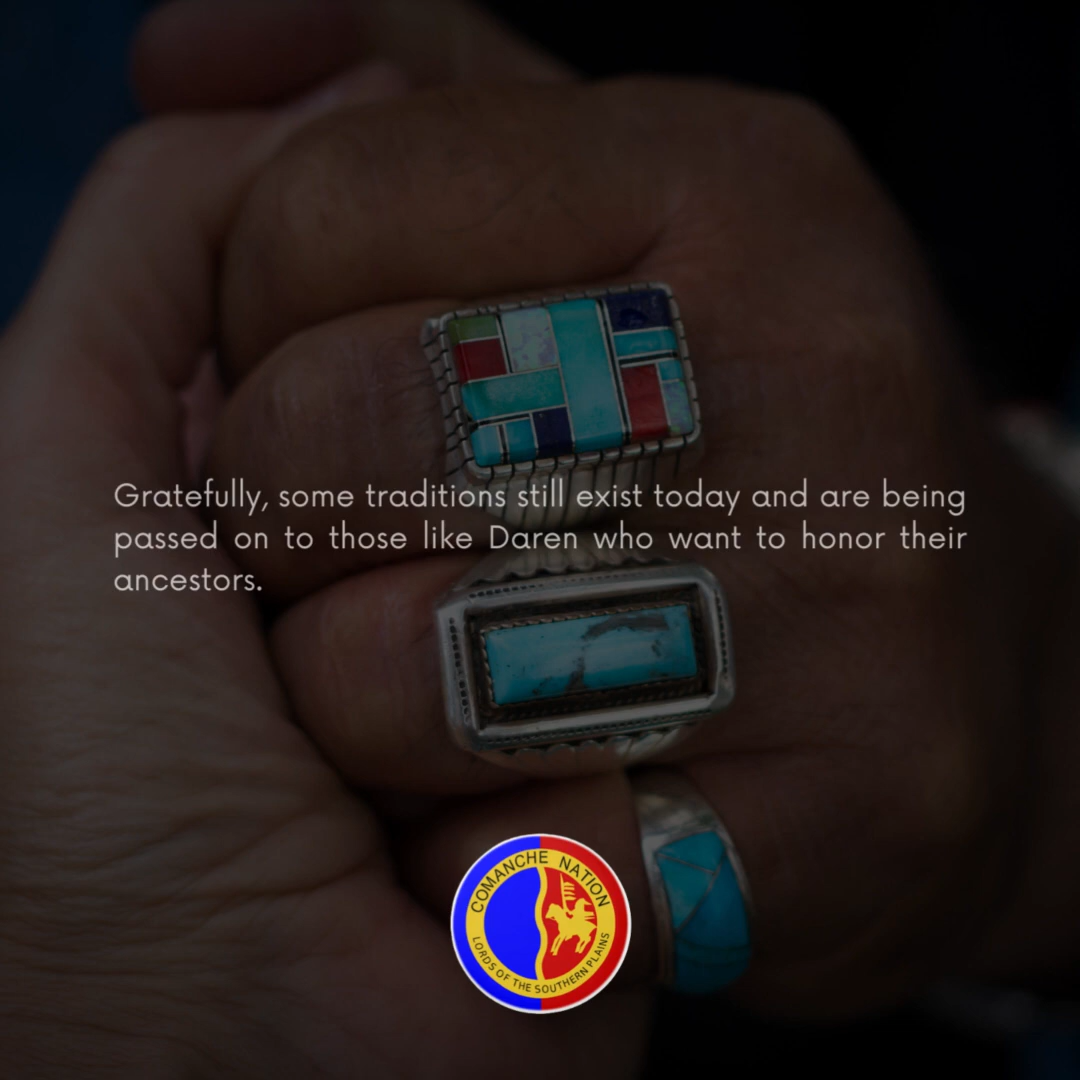 Gratefully, some traditions still exist today and are being
passed on to those like Daren who want to honor their
ancestors.
COMANCHE NATION
LORDS OF THE SOUTHERN PLAINS